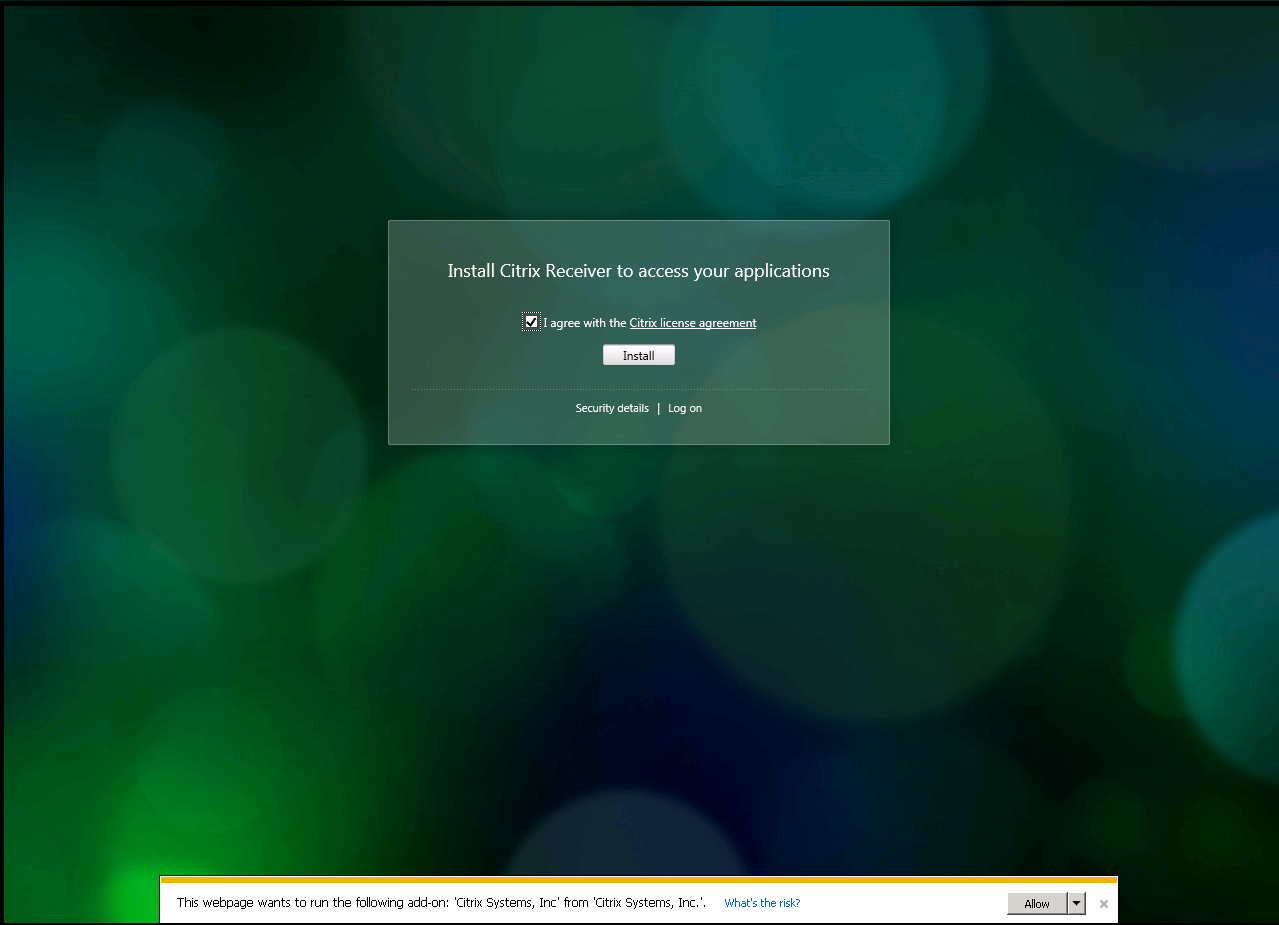 Install Citrix Receiver to access your applications
I agree with the Citrix license agreement
Install
Security details | Log on
This webpage wants to run the following add-on: 'Citrix Systems, Inc' from 'Citrix Systems, Inc.'. What's the risk? Allow